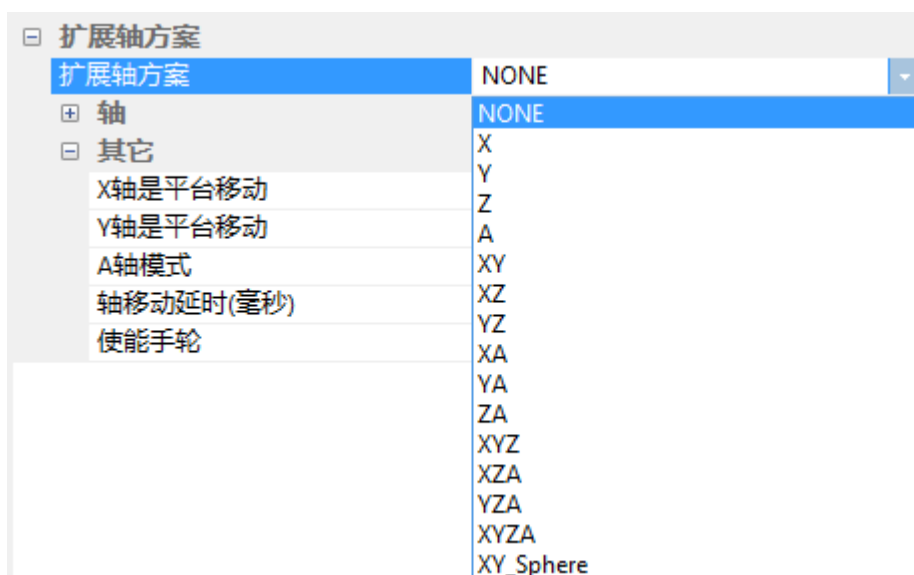 扩展轴方案
扩展轴方案 NONE
轴 NONE
其它 X
Y
X轴是平台移动 Z
Y轴是平台移动 A
A轴模式 XY
轴移动延时(毫秒) XZ
使能手轮 YZ
XA
YA
ZA
XYZ
XZA
YZA
XYZA
XY_Sphere